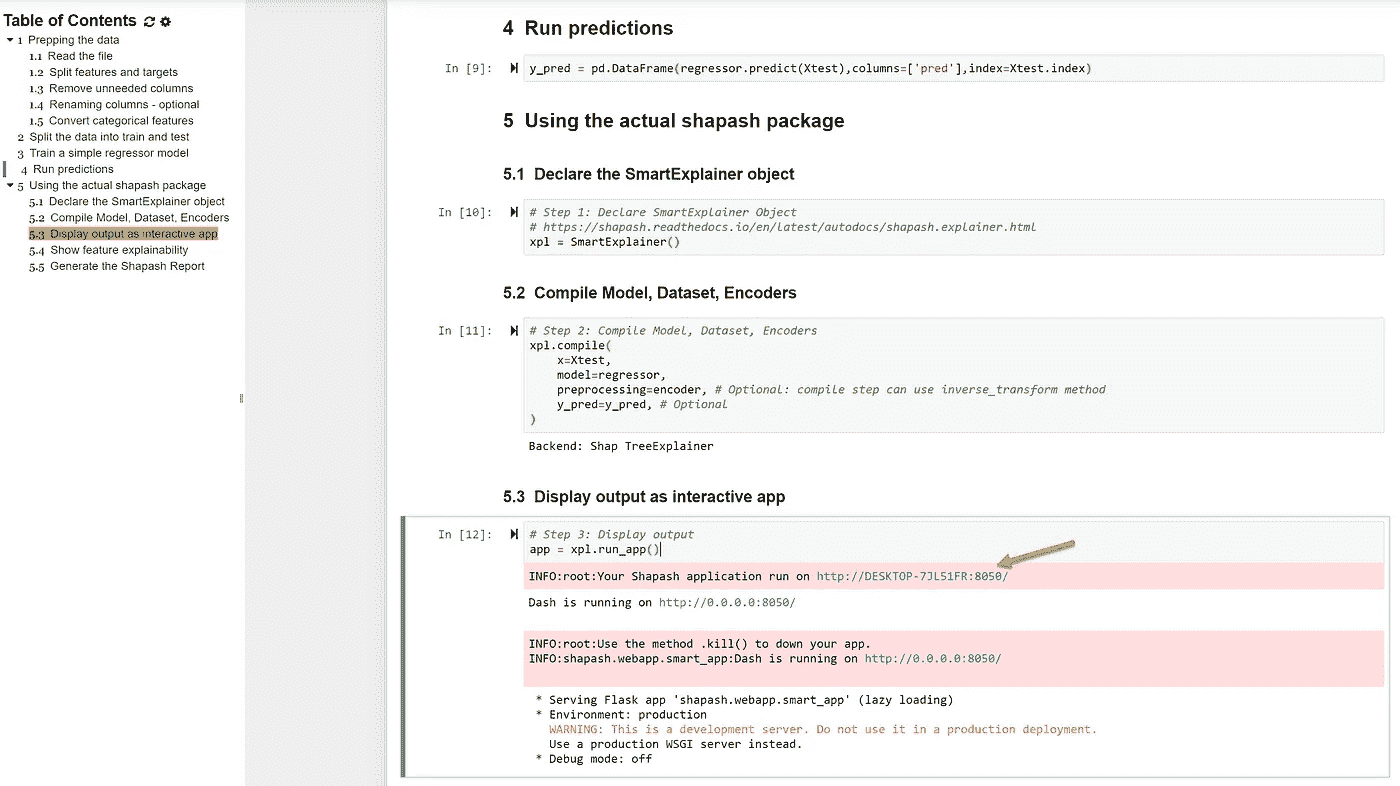 Table of Contents
1 Prepping the data
1.1 Read the file
1.2 Split features and targets
1.3 Remove unneeded columns
1.4 Renaming columns - optional
1.5 Convert categorical features
2 Split the data into train and test
3 Train a simple regressor model
4 Run predictions
5 Using the actual shapash package
5.1 Declare the SmartExplainer object
5.2 Compile Model, Dataset, Encoders
5.3 Display output as interactive app
5.4 Show feature explainability
5.5 Generate the Shapash Report
4 Run predictions
In [9]: y_pred = pd.DataFrame(regressor.predict(Xtest),columns=['pred'],index=Xtest.index)
5 Using the actual shapash package
5.1 Declare the SmartExplainer object
In [10]: # Step 1: Declare SmartExplainer Object
# https://shapash.readthedocs.io/en/latest/autodocs/shapash.explainer.html
xpl = SmartExplainer()
5.2 Compile Model, Dataset, Encoders
In [11]: # Step 2: Compile Model, Dataset, Encoders
xpl.compile(
x=Xtest,
model=regressor,
preprocessing=encoder, # Optional: compile step can use inverse_transform method
y_pred=y_pred, # Optional
)
Backend: Shap TreeExplainer
5.3 Display output as interactive app
In [12]: # Step 3: Display output
app = xpl.run_app()
INFO:root:Your Shapash application run on http://DESKTOP-7JL51FR:8050/
Dash is running on http://0.0.0.0:8050/
INFO:root:Use the method .kill() to down your app.
INFO:shapash.webapp.smart_app:Dash is running on http://0.0.0.0:8050/
* Serving Flask app 'shapash.webapp.smart_app' (lazy loading)
* Environment: production
WARNING: This is a development server. Do not use it in a production deployment.
Use a production WSGI server instead.
* Debug mode: off